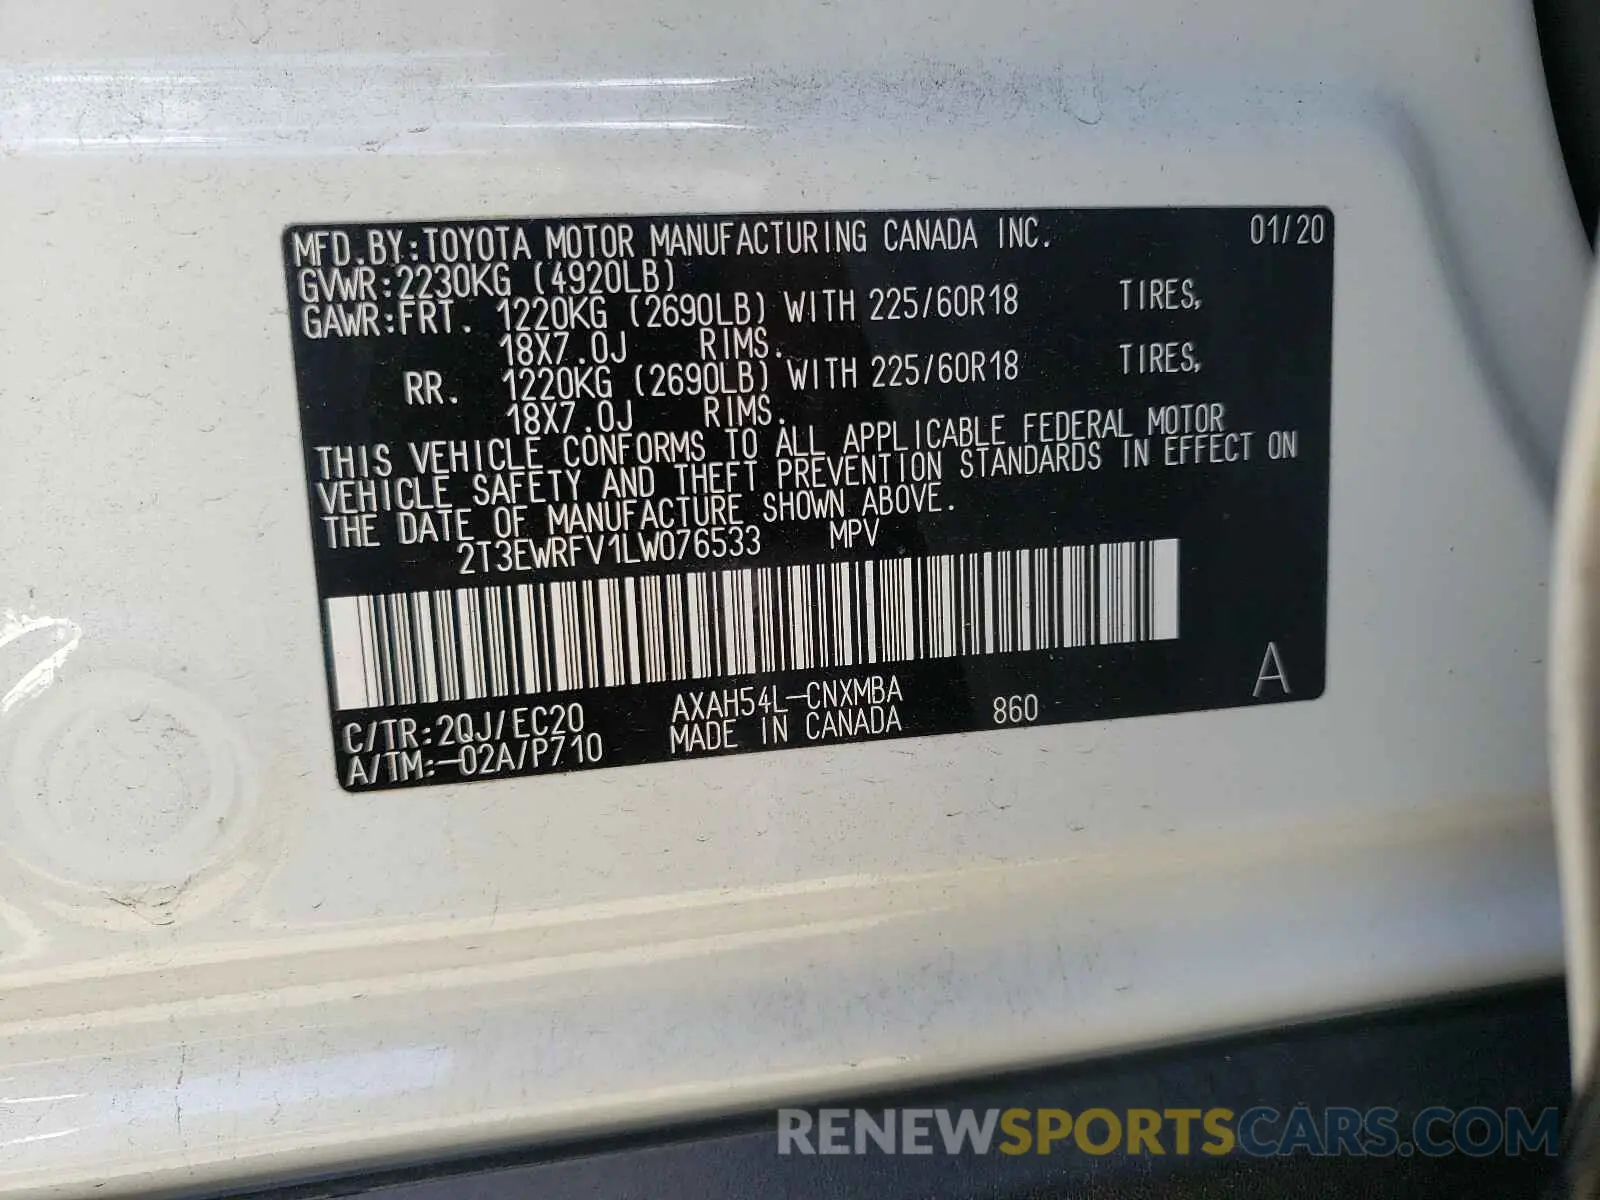 MFD.BY:TOYOTA MOTOR MANUFACTURING CANADA INC. 01/20
GVWR:2230KG (4920LB)
GAWR:FRT. 1220KG (2690LB) WITH 225/60R18 TIRES,
18X7.0J RIMS.
RR. 1220KG (2690LB) WITH 225/60R18 TIRES,
18X7.0J RIMS.
THIS VEHICLE CONFORMS TO ALL APPLICABLE FEDERAL MOTOR
VEHICLE SAFETY AND THEFT PREVENTION STANDARDS IN EFFECT ON
THE DATE OF MANUFACTURE SHOWN ABOVE.
2T3EWRFV1LW076533 MPV
C/TR:2QJ/EC20 AXAH54L-CNXMBA A
A/TM:-02A/P710 MADE IN CANADA 860
RENEWSPORTSCARS.COM